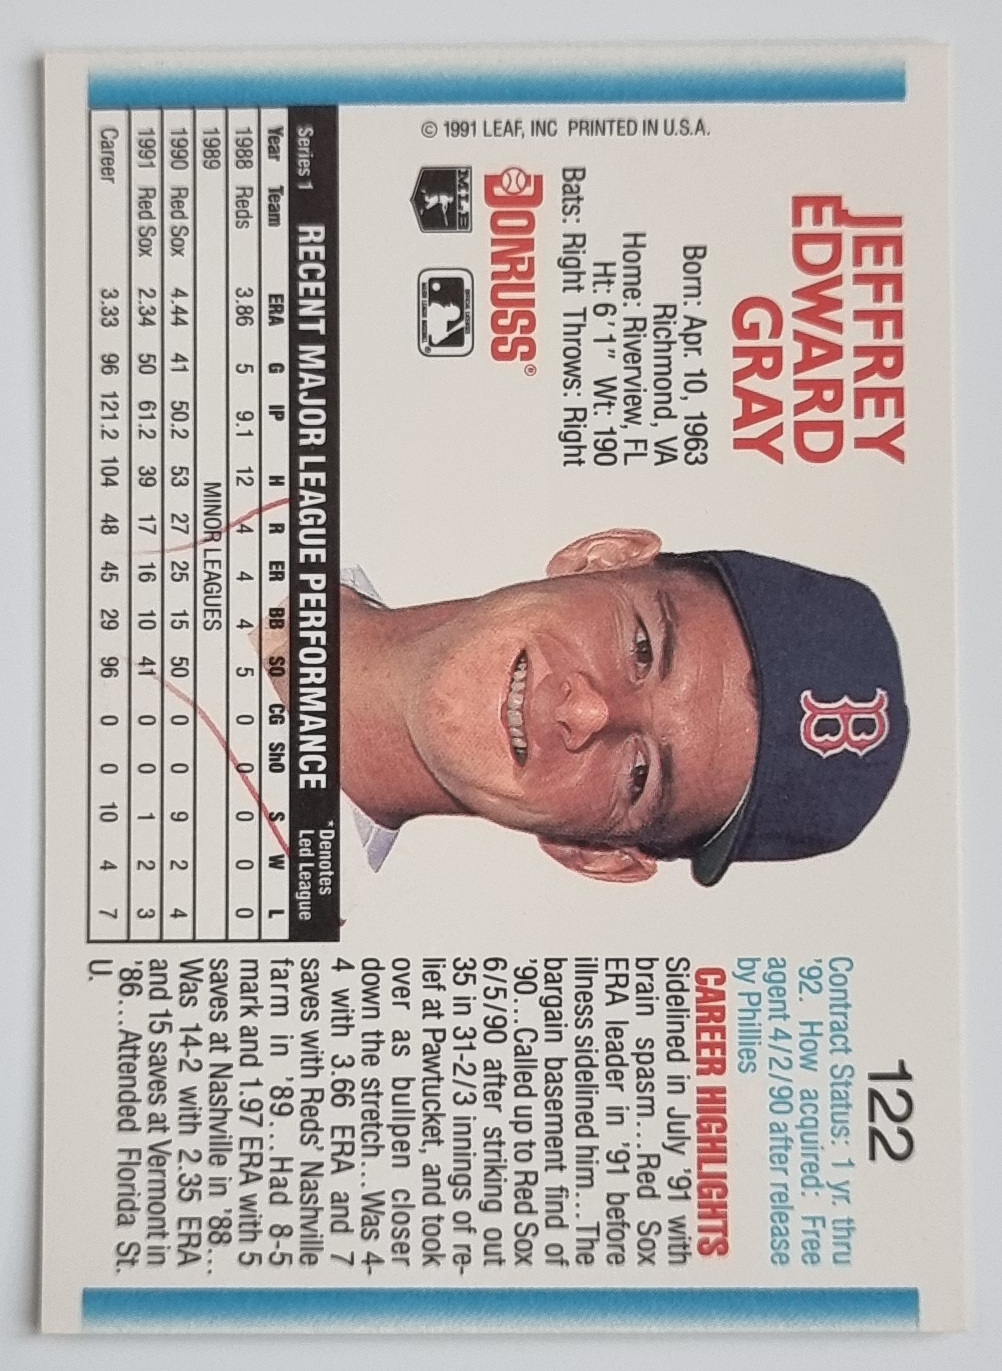 JEFFREY
EDWARD
GRAY
Born: Apr. 10, 1963
Richmond, VA
Home: Riverview, FL
Ht: 6'1" Wt: 190
Bats: Right Throws: Right
DONRUSS®
MLB
© 1991 LEAF, INC PRINTED IN U.S.A.
B
122
Contract Status: 1 yr. thru
'92. How acquired: Free
agent 4/2/90 after release
by Phillies
CAREER HIGHLIGHTS
Sidelined in July '91 with
brain spasm...Red Sox
ERA leader in '91 before
illness sidelined him...The
bargain basement find of
'90...Called up to Red Sox
6/5/90 after striking out
35 in 31-2/3 innings of re-
lief at Pawtucket, and took
over as bullpen closer
down the stretch...Was 4-
4 with 3.66 ERA and 7
saves with Reds' Nashville
farm in '89...Had 8-5
mark and 1.97 ERA with 5
saves at Nashville in '88...
Was 14-2 with 2.35 ERA
and 15 saves at Vermont in
'86...Attended Florida St.
U.
Series 1 RECENT MAJOR LEAGUE PERFORMANCE *Denotes Led League
Year Team ERA G IP H R ER BB SO CG ShO S W L
1988 Reds 3.86 5 9.1 12 4 4 4 5 0 0 0 0 0
1989 MINOR LEAGUES
1990 Red Sox 4.44 41 50.2 53 27 25 15 50 0 0 9 2 4
1991 Red Sox 2.34 50 61.2 39 17 16 10 41 0 0 1 2 3
Career 3.33 96 121.2 104 48 45 29 96 0 0 10 4 7